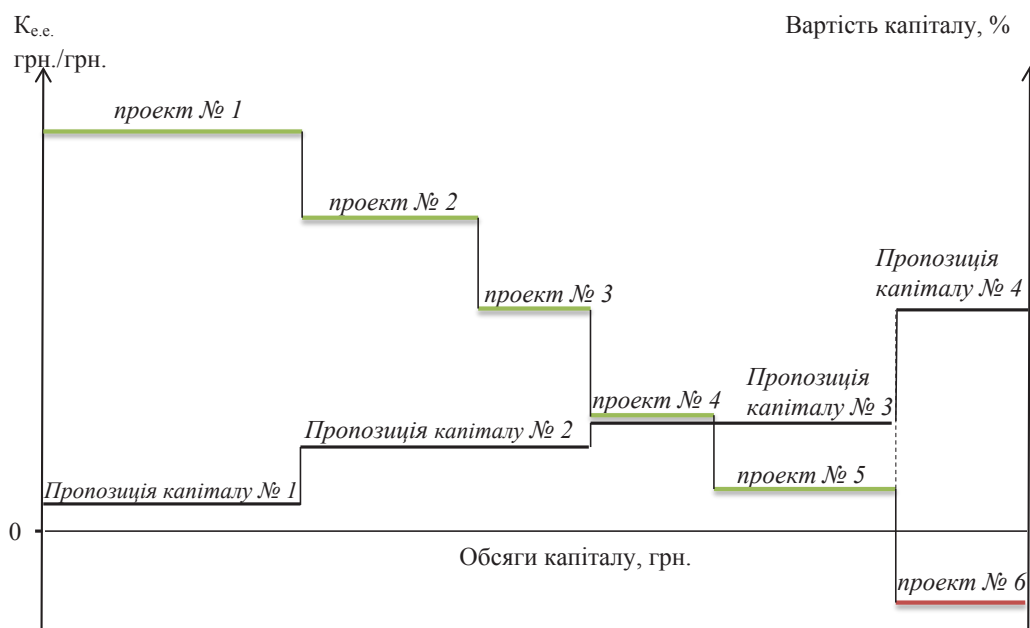 Ке.е.
грн./грн.
Вартість капіталу, %
проект № 1
проект № 2
Пропозиція
капіталу № 4
проект № 3
Пропозиція
капіталу № 3
проект № 4
Пропозиція капіталу № 2
Пропозиція капіталу № 1
проект № 5
0
Обсяги капіталу, грн.
проект № 6